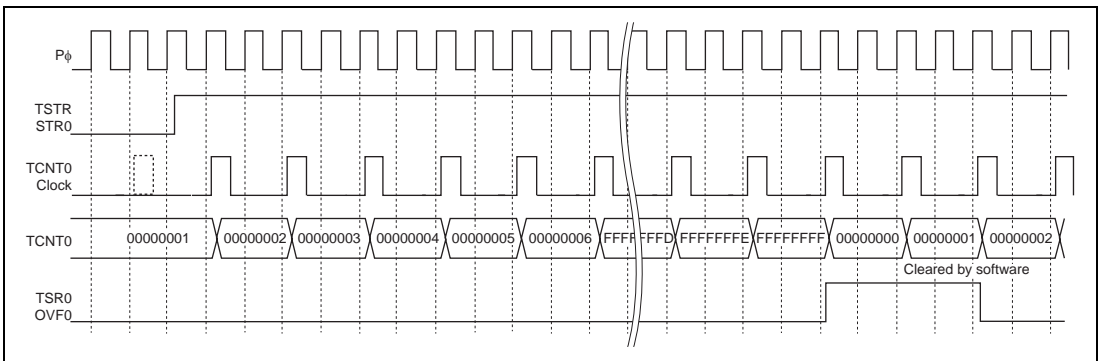 Pφ
TSTR
STR0
TCNT0
Clock
TCNT0 00000001 00000002 00000003 00000004 00000005 00000006 FFFFFFFD FFFFFFFE FFFFFFFF 00000000 00000001 00000002
Cleared by software
TSR0
OVF0